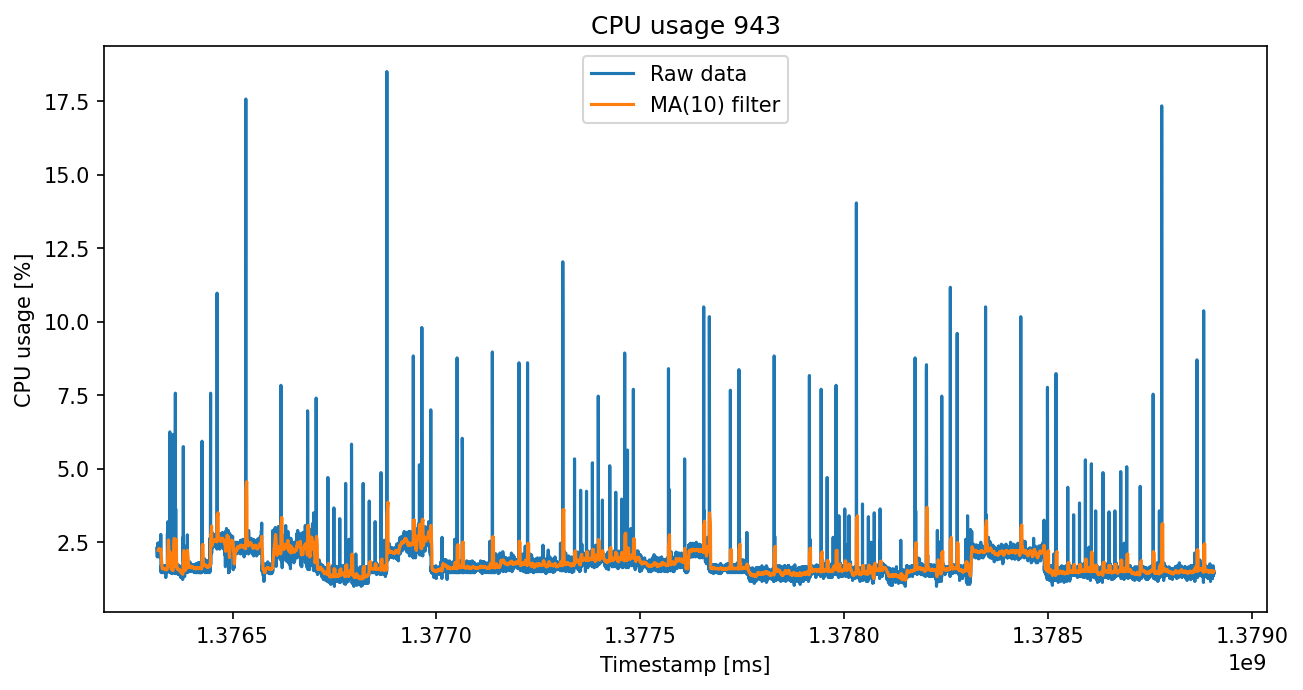 CPU usage 943
Raw data
MA(10) filter
CPU usage [%]
17.5
15.0
12.5
10.0
7.5
5.0
2.5
1.3765 1.3770 1.3775 1.3780 1.3785 1.3790
1e9
Timestamp [ms]